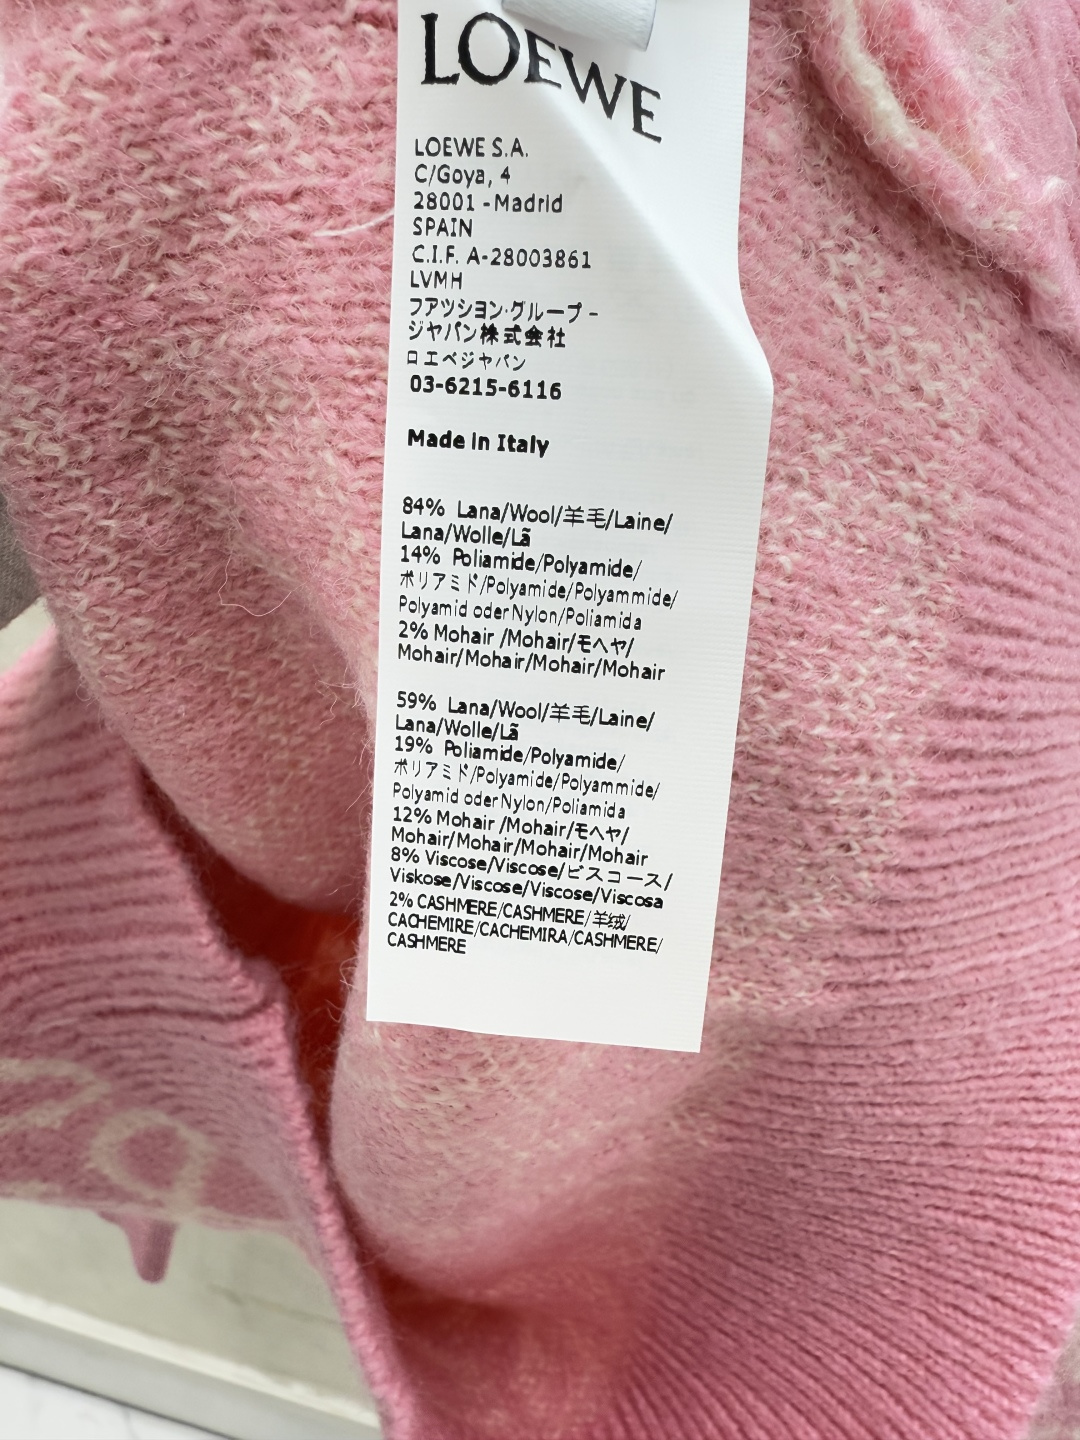 LOEWE
LOEWE S.A.
C/Goya, 4
28001 - Madrid
SPAIN
C.I.F. A-28003861
LVMH
フアツシヨン·グループ -
ジヤパン株式会社
ロエベジャパン
03-6215-6116
Made in Italy
84% Lana/Wool/羊毛/Laine/
Lana/Wolle/Lã
14% Poliamide/Polyamide/
ポリアミド/Polyamide/Polyammide/
Polyamid oder Nylon/Poliamida
2% Mohair /Mohair/モヘヤ/
Mohair/Mohair/Mohair/Mohair
59% Lana/Wool/羊毛/Laine/
Lana/Wolle/Lã
19% Poliamide/Polyamide/
ポリアミド/Polyamide/Polyammide/
Polyamid oder Nylon/Poliamida
12% Mohair /Mohair/モヘヤ/
Mohair/Mohair/Mohair/Mohair
8% Viscose/Viscose/ビスコース/
Viskose/Viscose/Viscose/Viscosa
2% CASHMERE/CASHMERE/羊绒/
CACHEMIRE/CACHEMIRA/CASHMERE/
CASHMERE